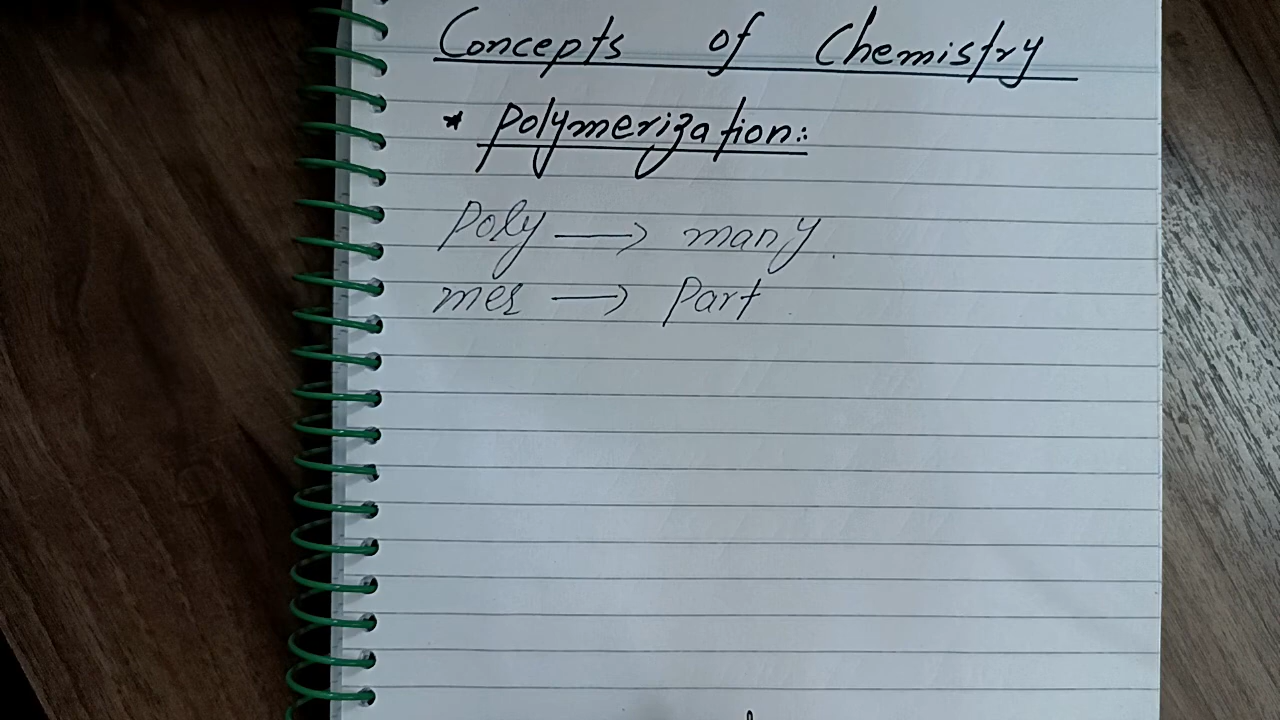 Concepts of Chemistry
* Polymerization:
Poly → many.
mer → Part